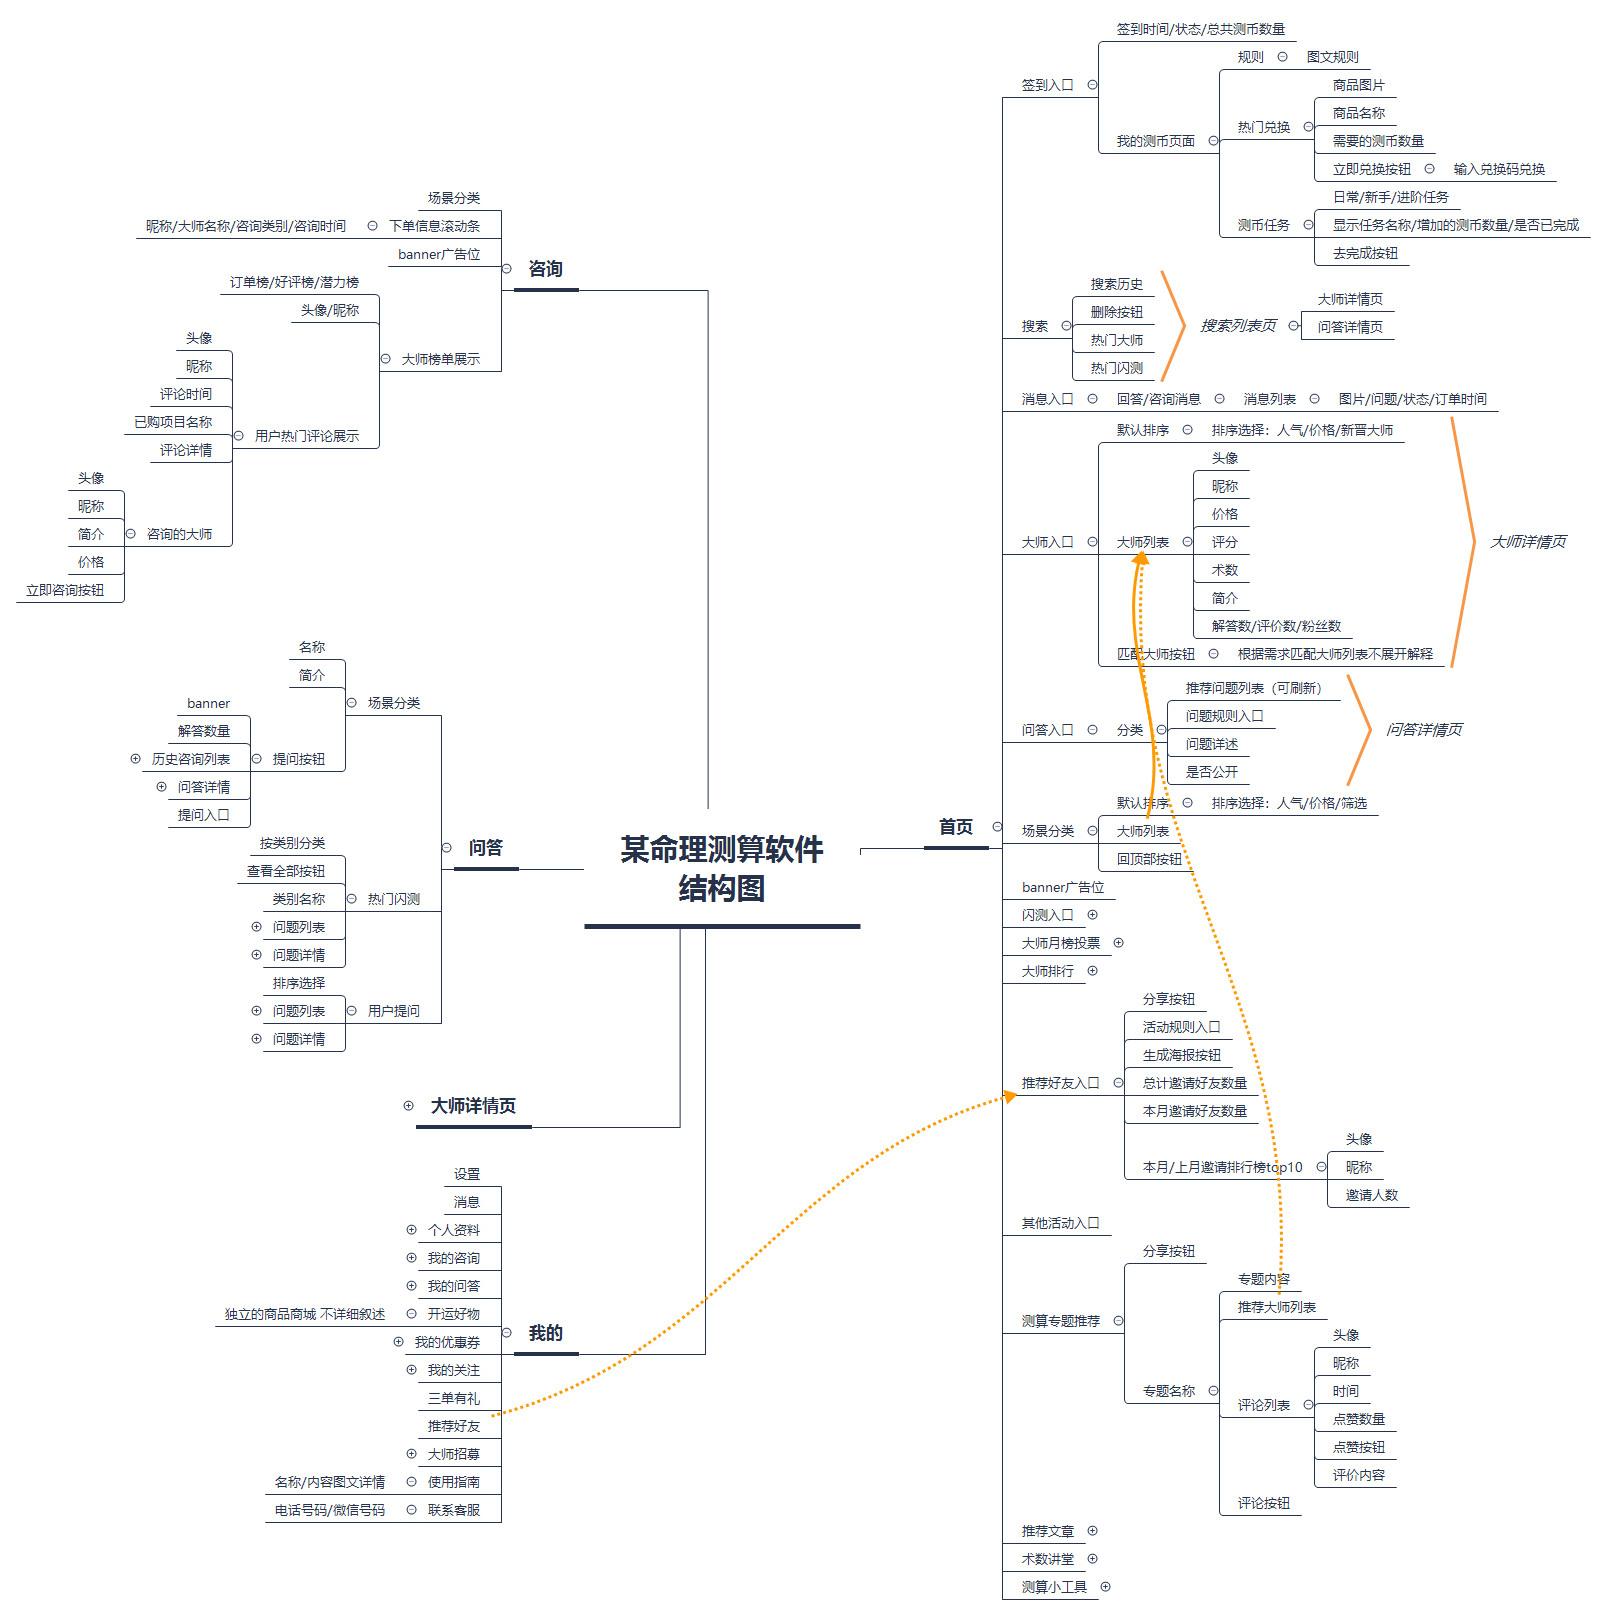 某命理测算软件
结构图
首页
签到入口
签到时间/状态/总共测币数量
我的测币页面
规则
图文规则
热门兑换
商品图片
商品名称
需要的测币数量
立即兑换按钮
输入兑换码兑换
测币任务
日常/新手/进阶任务
显示任务名称/增加的测币数量/是否已完成
去完成按钮
搜索
搜索历史
删除按钮
热门大师
热门闪测
搜索列表页
大师详情页
问答详情页
消息入口
回答/咨询消息
消息列表
图片/问题/状态/订单时间
大师入口
默认排序
排序选择：人气/价格/新晋大师
大师列表
头像
昵称
价格
评分
术数
简介
解答数/评价数/粉丝数
匹配大师按钮
根据需求匹配大师列表不展开解释
大师详情页
问答入口
分类
推荐问题列表（可刷新）
问题规则入口
问题详述
是否公开
问答详情页
场景分类
默认排序
排序选择：人气/价格/筛选
大师列表
回顶部按钮
banner广告位
闪测入口
大师月榜投票
大师排行
推荐好友入口
分享按钮
活动规则入口
生成海报按钮
总计邀请好友数量
本月邀请好友数量
本月/上月邀请排行榜top10
头像
昵称
邀请人数
其他活动入口
测算专题推荐
分享按钮
专题名称
专题内容
推荐大师列表
评论列表
头像
昵称
时间
点赞数量
点赞按钮
评价内容
评论按钮
推荐文章
术数讲堂
测算小工具
咨询
场景分类
下单信息滚动条
昵称/大师名称/咨询类别/咨询时间
banner广告位
大师榜单展示
订单榜/好评榜/潜力榜
头像/昵称
用户热门评论展示
头像
昵称
评论时间
已购项目名称
评论详情
咨询的大师
头像
昵称
简介
价格
立即咨询按钮
问答
场景分类
名称
简介
提问按钮
banner
解答数量
历史咨询列表
问答详情
提问入口
热门闪测
按类别分类
查看全部按钮
类别名称
问题列表
问题详情
用户提问
排序选择
问题列表
问题详情
大师详情页
我的
设置
消息
个人资料
我的咨询
我的问答
开运好物
独立的商品商城 不详细叙述
我的优惠券
我的关注
三单有礼
推荐好友
大师招募
使用指南
名称/内容图文详情
联系客服
电话号码/微信号码